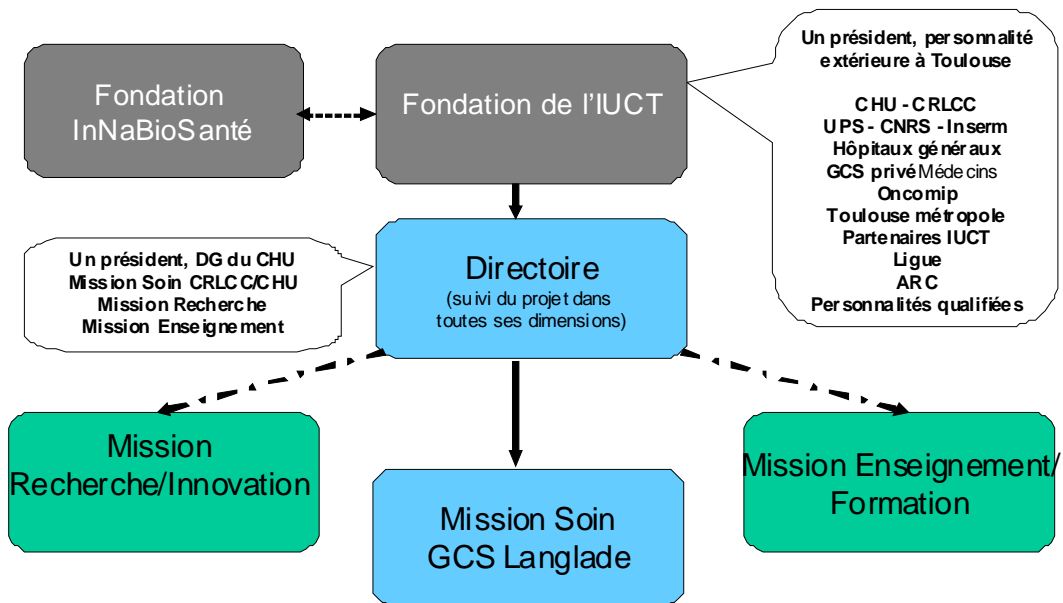 Fondation
InNaBioSanté
Fondation de l'IUCT
Un président, personnalité
extérieure à Toulouse
CHU - CRLCC
UPS - CNRS - Inserm
Hôpitaux généraux
GCS privé Médecins
Oncomip
Toulouse métropole
Partenaires IUCT
Ligue
ARC
Personnalités qualifiées
Un président, DG du CHU
Mission Soin CRLCC/CHU
Mission Recherche
Mission Enseignement
Directoire
(suivi du projet dans
toutes ses dimensions)
Mission
Recherche/Innovation
Mission Soin
GCS Langlade
Mission Enseignement/
Formation